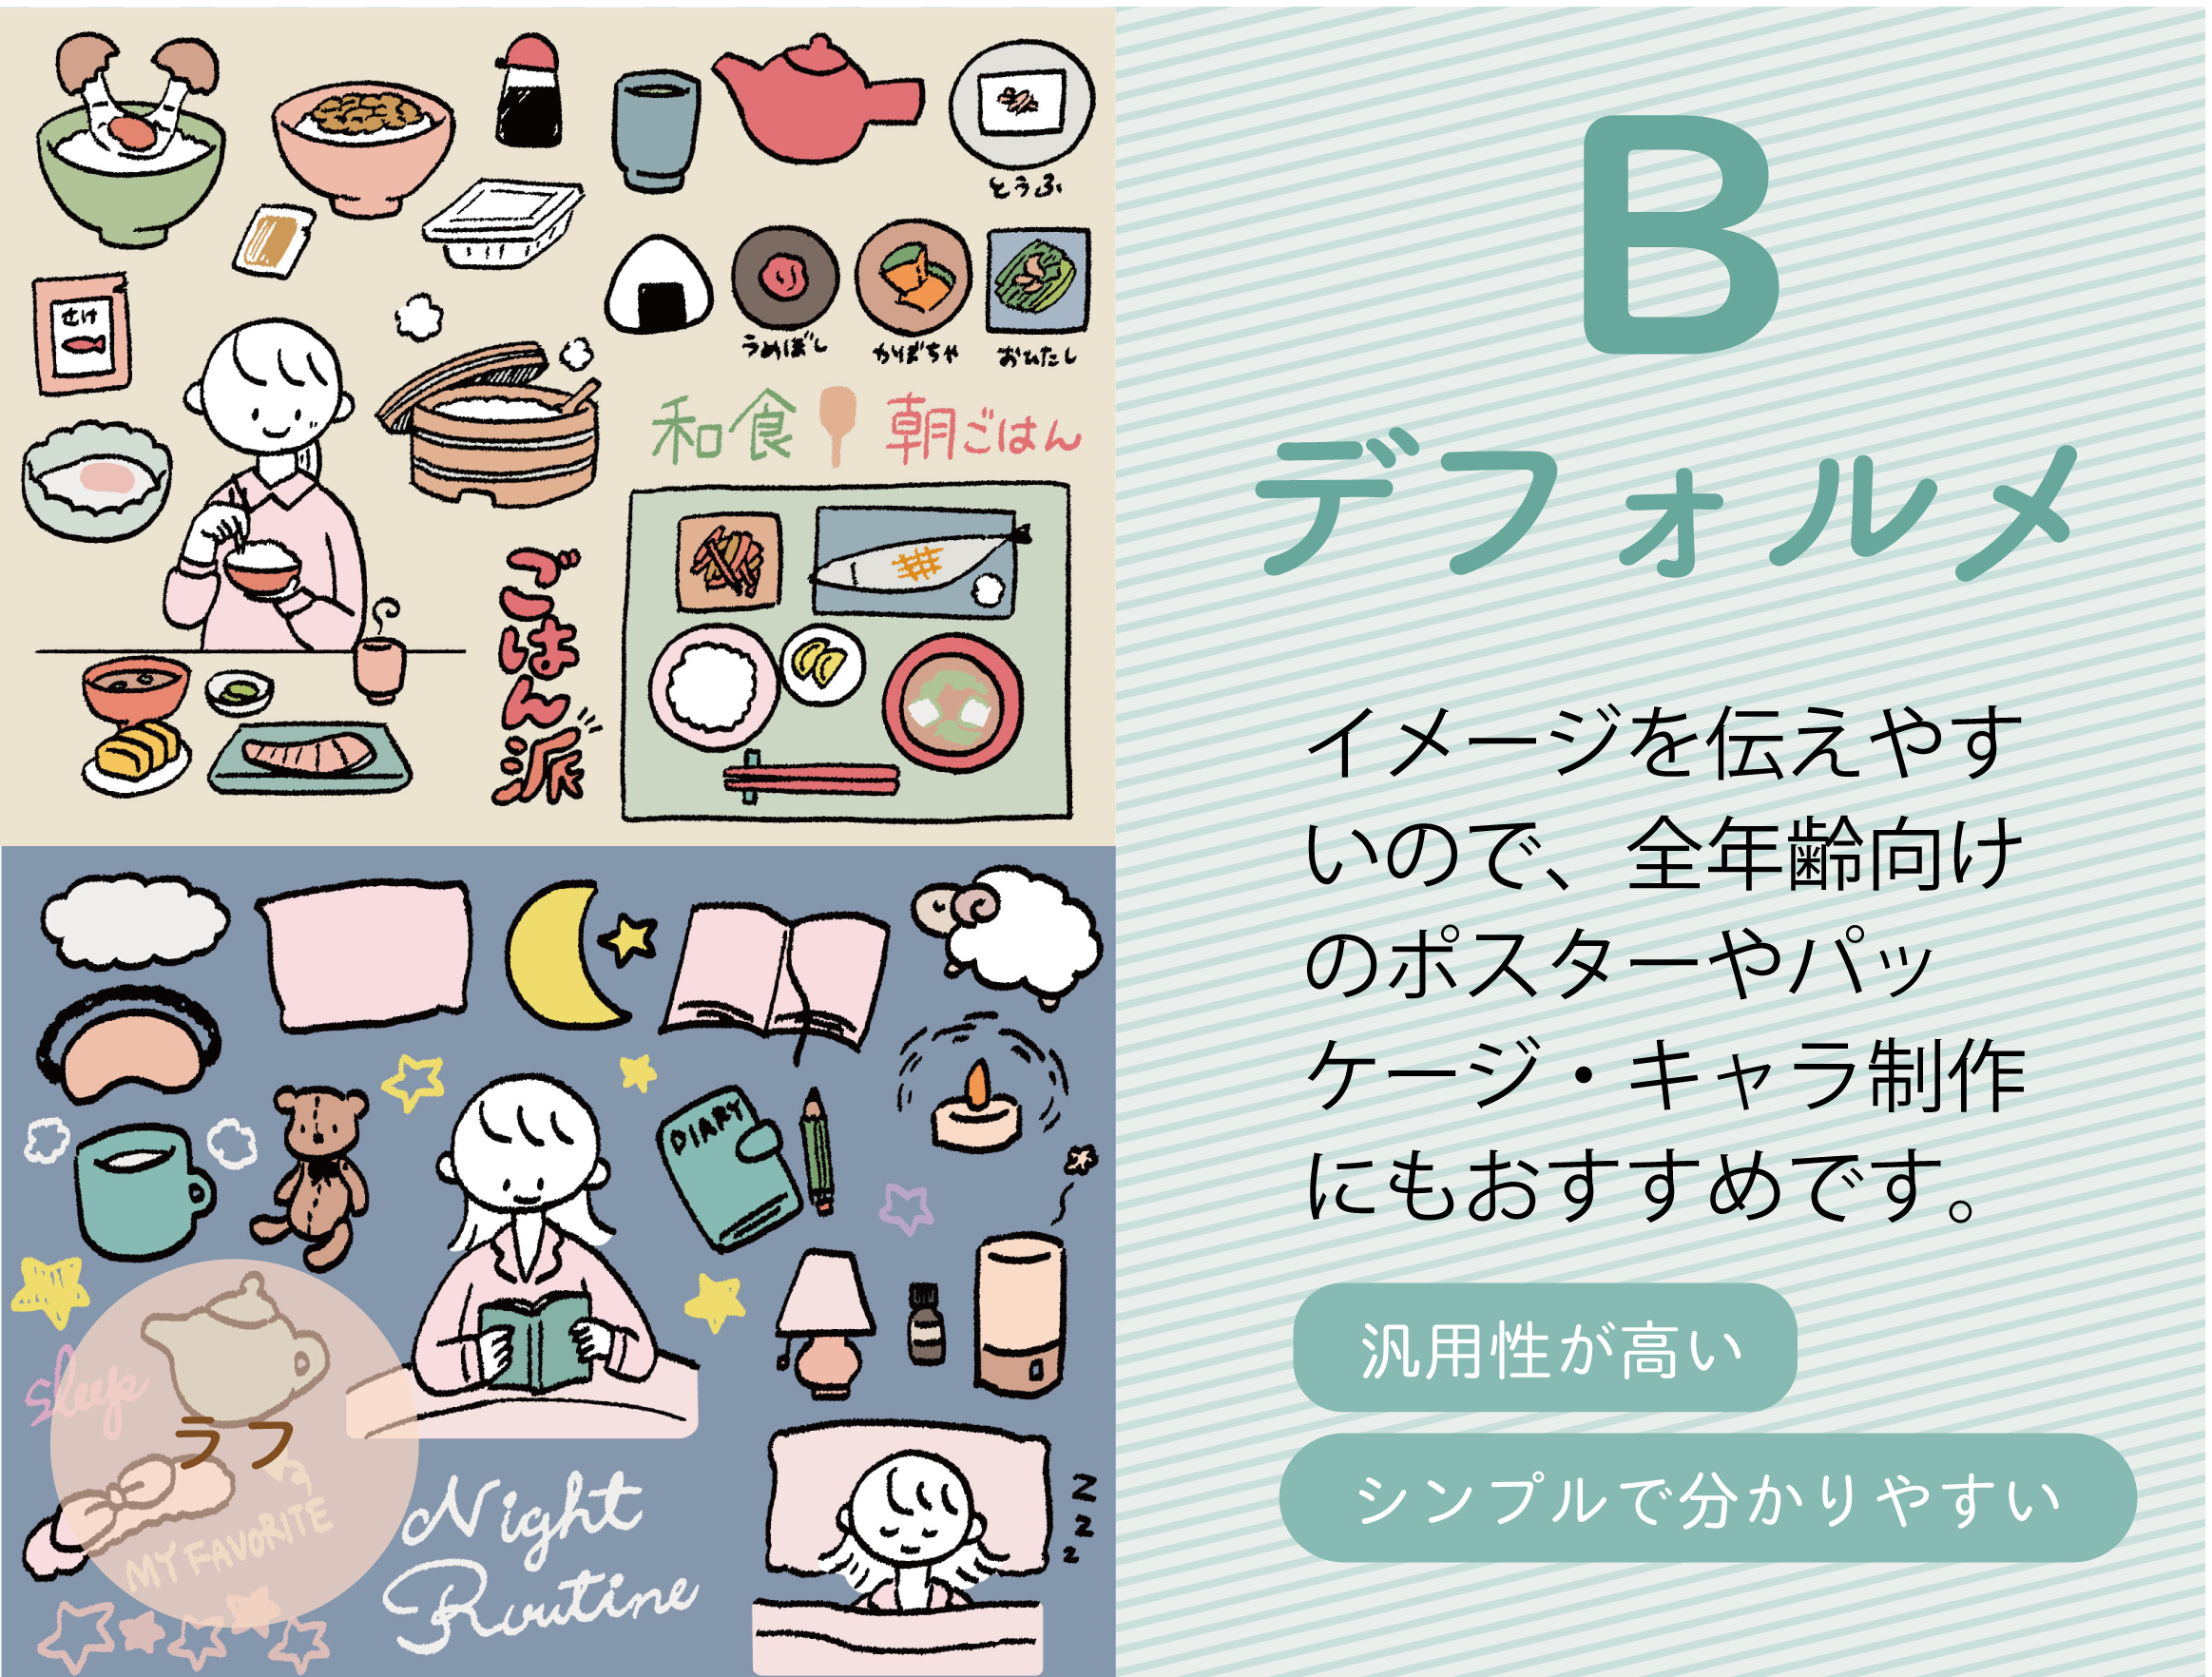 とうふ
さけ
うめぼし
かぼちゃ
おひたし
和食
朝ごはん
ごはん派
DIARY
sleep
ラフ
MY FAVORITE
Night
Routine
z
z
z
B
デフォルメ
イメージを伝えやす
いので、全年齢向け
のポスターやパッ
ケージ・キャラ制作
にもおすすめです。
汎用性が高い
シンプルで分かりやすい